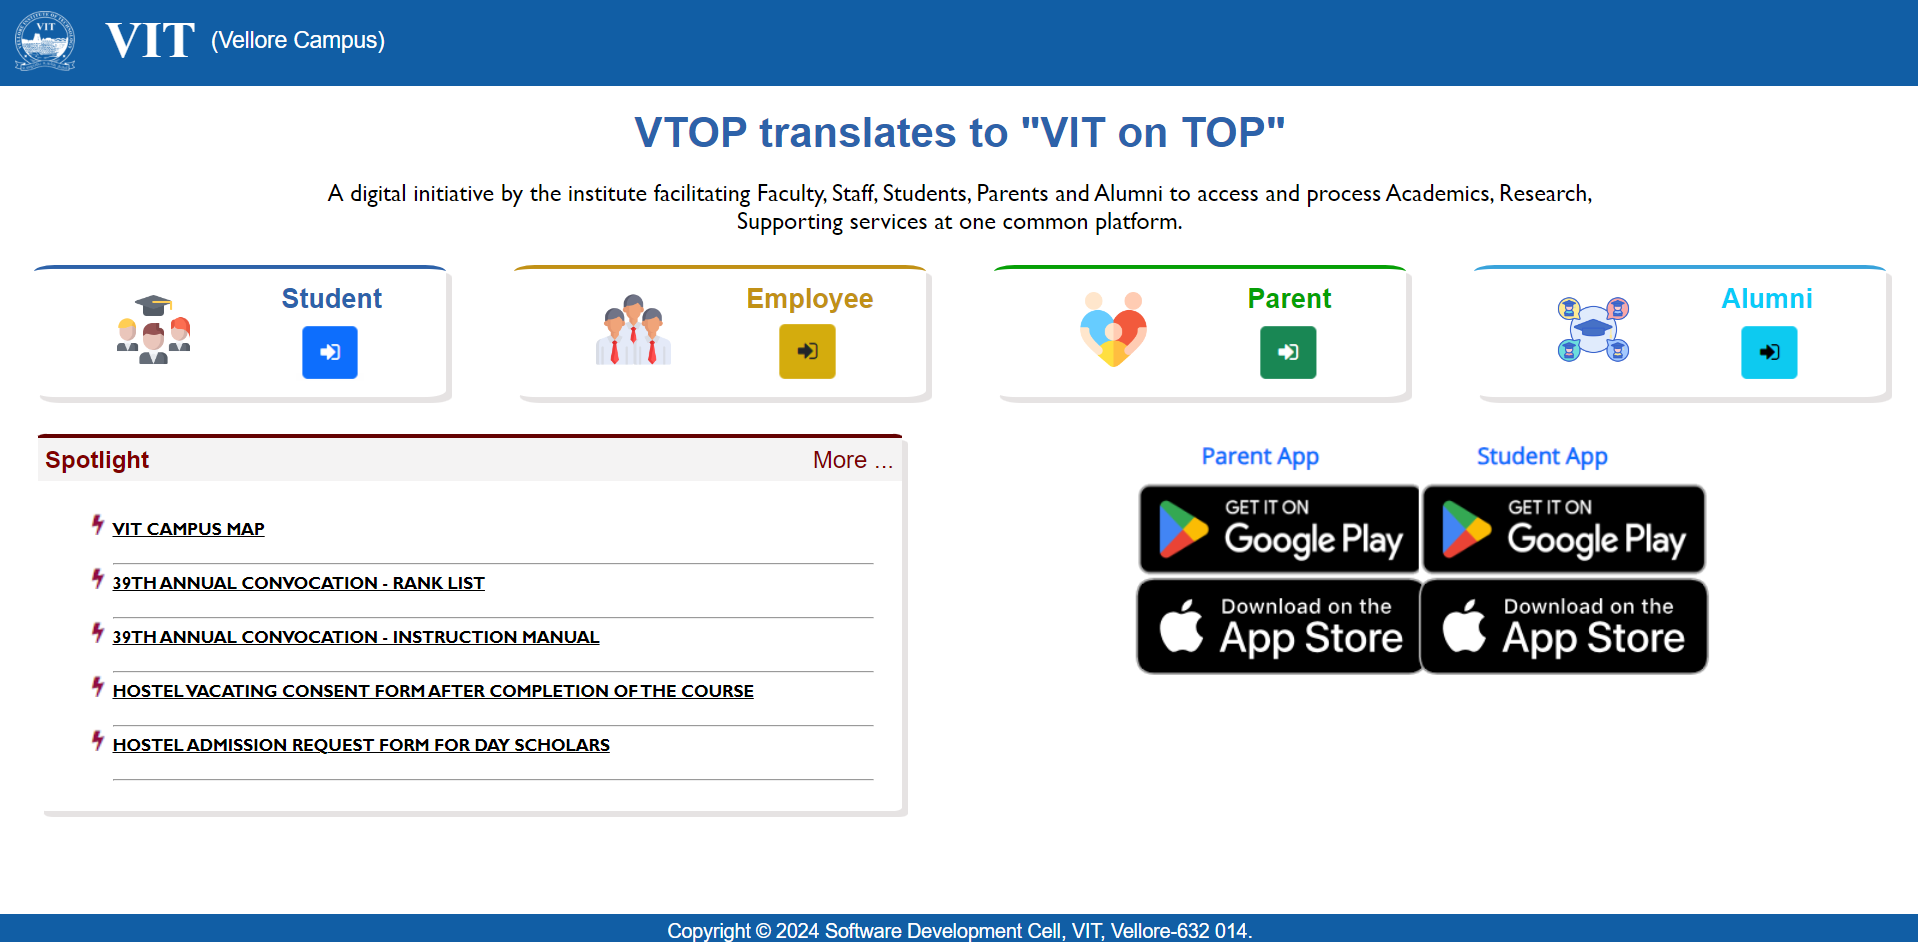 VIT (Vellore Campus)
VTOP translates to "VIT on TOP"
A digital initiative by the institute facilitating Faculty, Staff, Students, Parents and Alumni to access and process Academics, Research,
Supporting services at one common platform.
Student
Employee
Parent
Alumni
Spotlight
More ...
VIT CAMPUS MAP
39TH ANNUAL CONVOCATION - RANK LIST
39TH ANNUAL CONVOCATION - INSTRUCTION MANUAL
HOSTEL VACATING CONSENT FORM AFTER COMPLETION OF THE COURSE
HOSTEL ADMISSION REQUEST FORM FOR DAY SCHOLARS
Parent App
Student App
GET IT ON
Google Play
GET IT ON
Google Play
Download on the
App Store
Download on the
App Store
Copyright © 2024 Software Development Cell, VIT, Vellore-632 014.